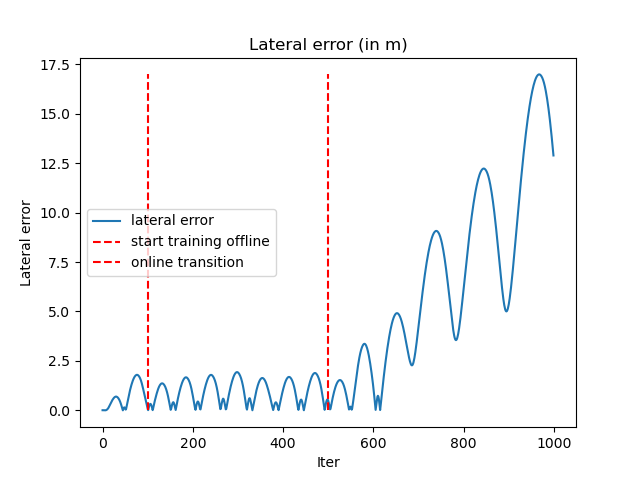 Lateral error (in m)
17.5
15.0
12.5
10.0
7.5
5.0
2.5
0.0
Lateral error
lateral error
start training offline
online transition
0 200 400 600 800 1000
Iter